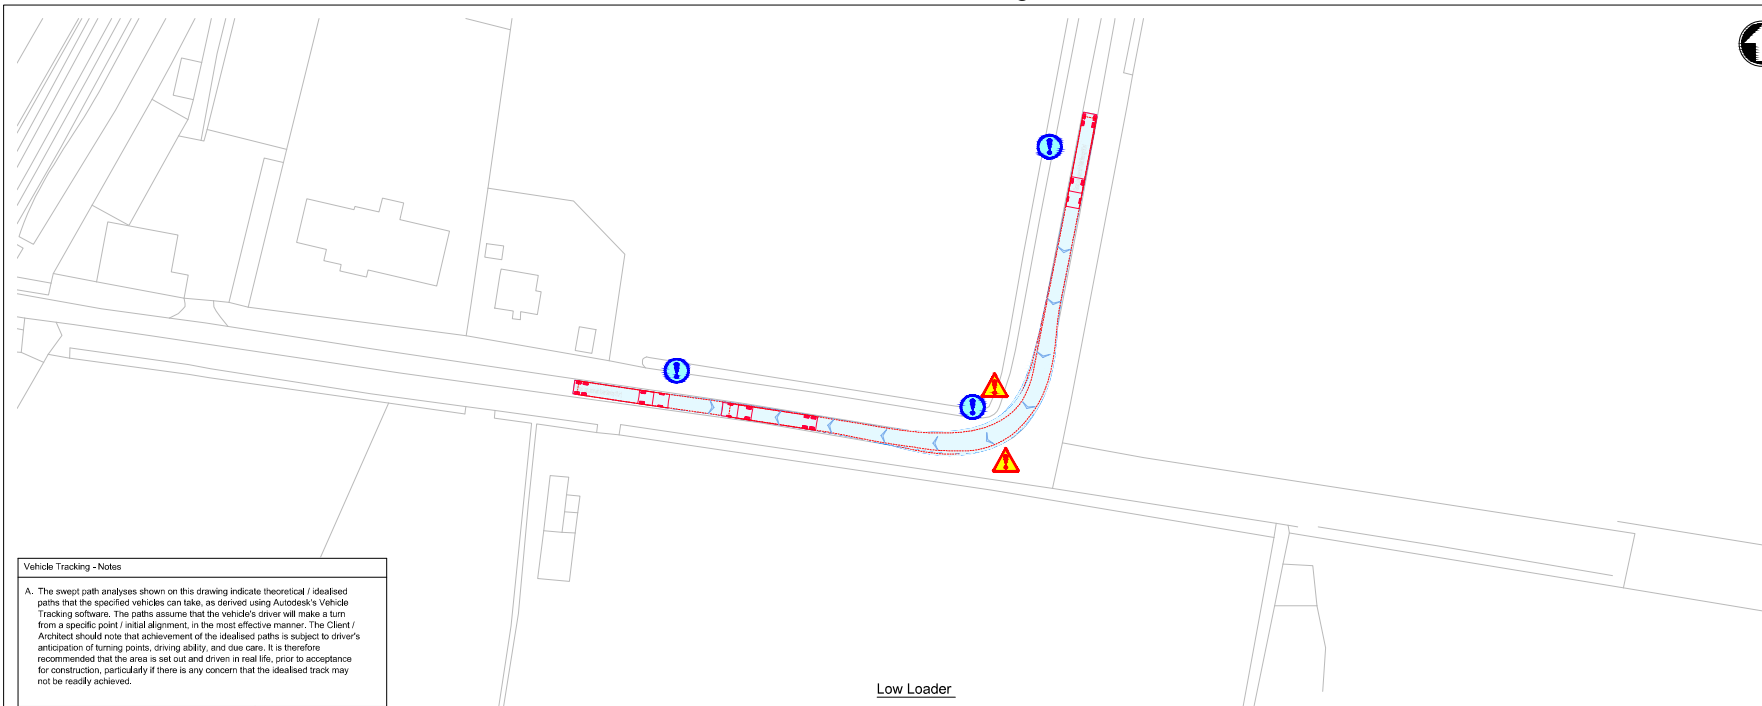 Vehicle Tracking - Notes
A. The swept path analyses shown on this drawing indicate theoretical / idealised
paths that the specified vehicles can take, as derived using Autodesk's Vehicle
Tracking software. The paths assume that the vehicle's driver will make a turn
from a specific point / initial alignment, in the most effective manner. The Client /
Architect should note that achievement of the idealised paths is subject to driver's
anticipation of turning points, driving ability, and due care. It is therefore
recommended that the area is set out and driven in real life, prior to acceptance
for construction, particularly if there is any concern that the idealised track may
not be readily achieved.
Low Loader